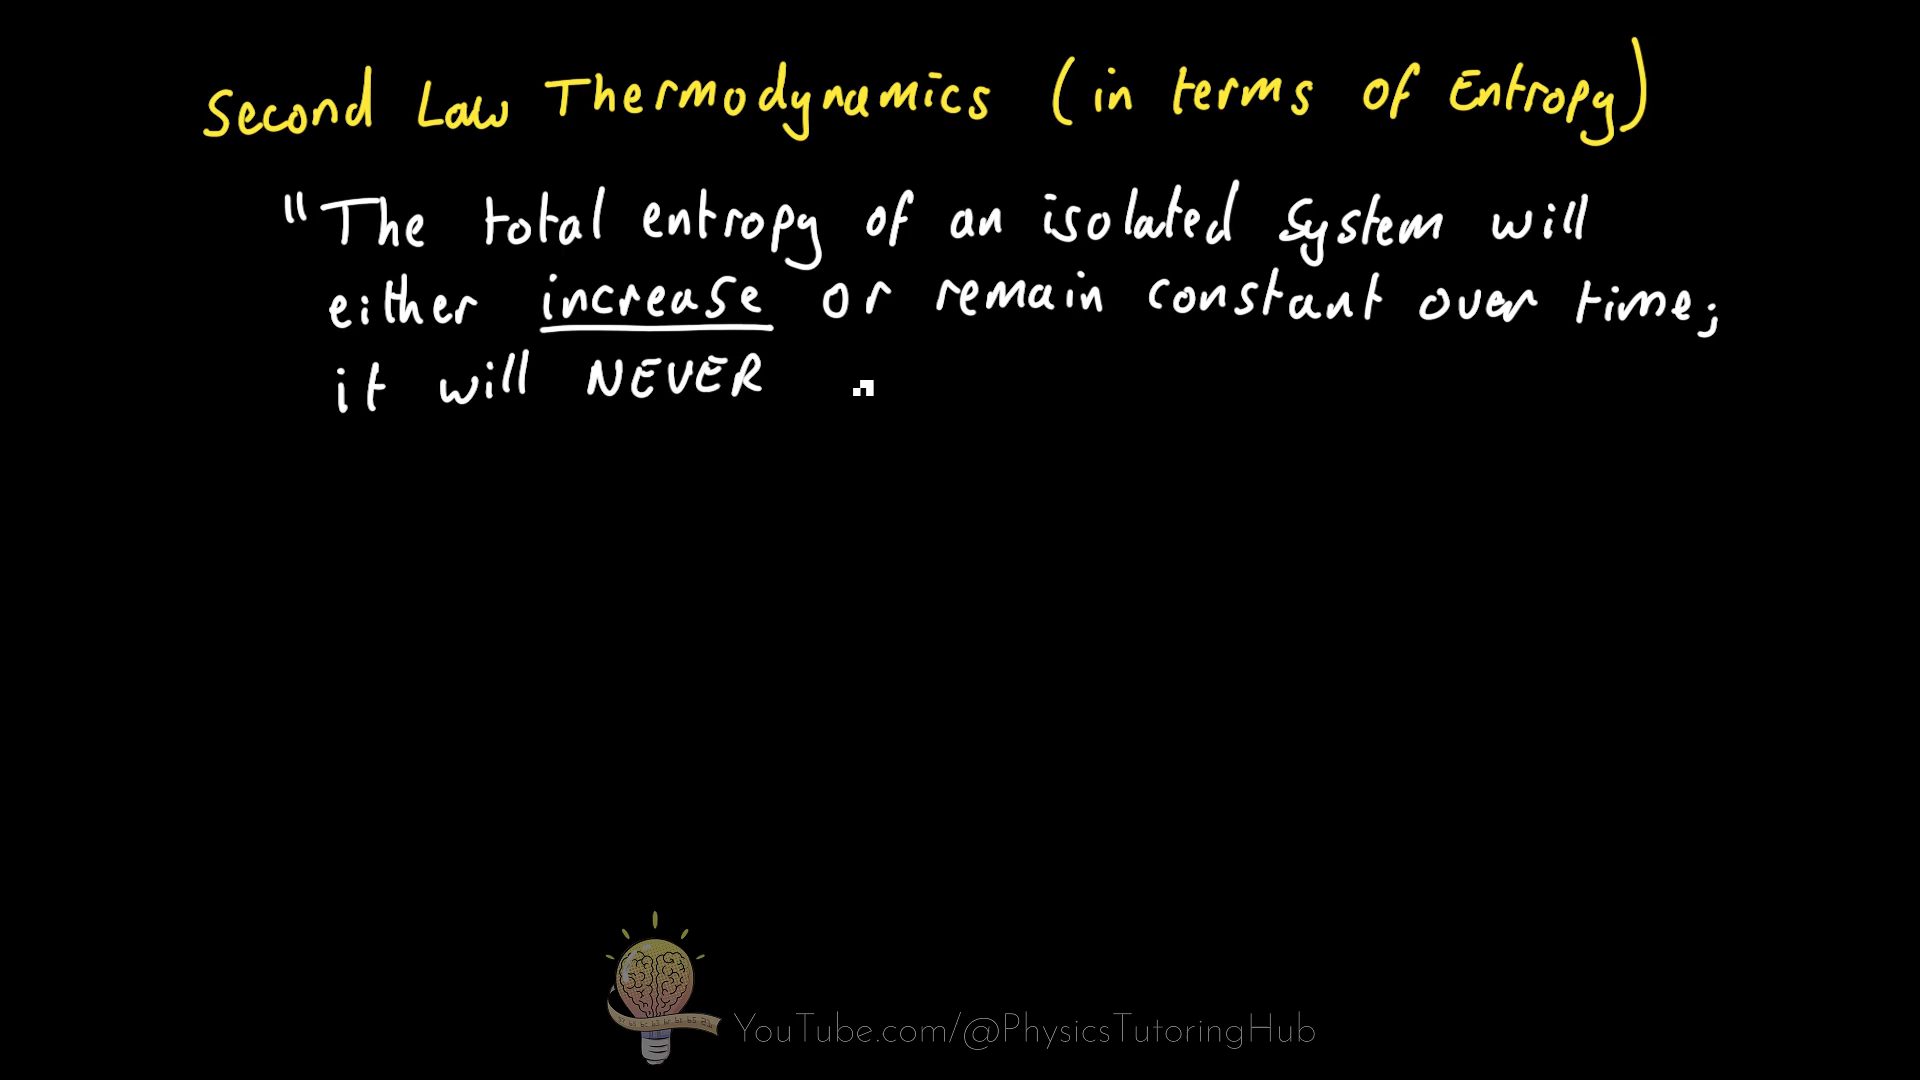 Second Law Thermodynamics (in terms of Entropy)
"The total entropy of an isolated system will
either increase or remain constant over time;
it will NEVER
YouTube.com/@PhysicsTutoringHub